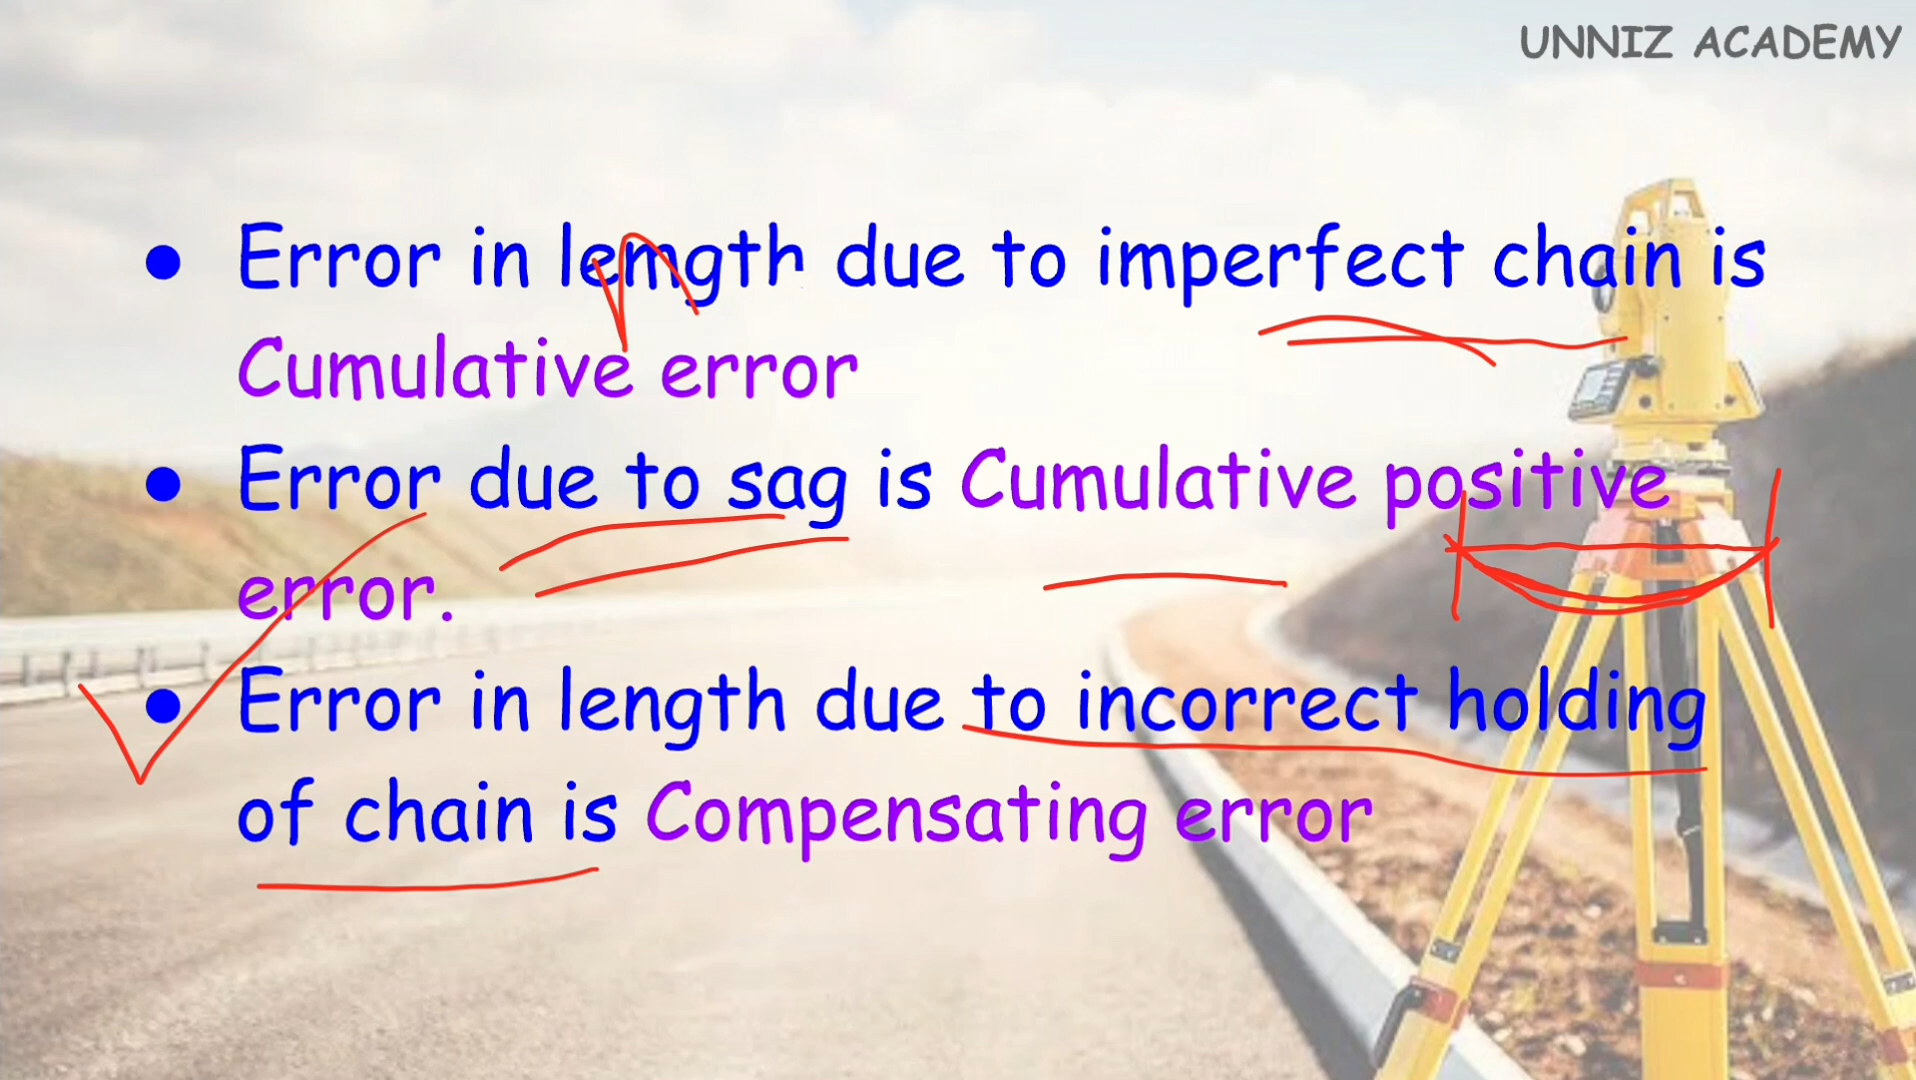 UNNIZ ACADEMY
● Error in length due to imperfect chain is
Cumulative error
● Error due to sag is Cumulative positive
error.
● Error in length due to incorrect holding
of chain is Compensating error